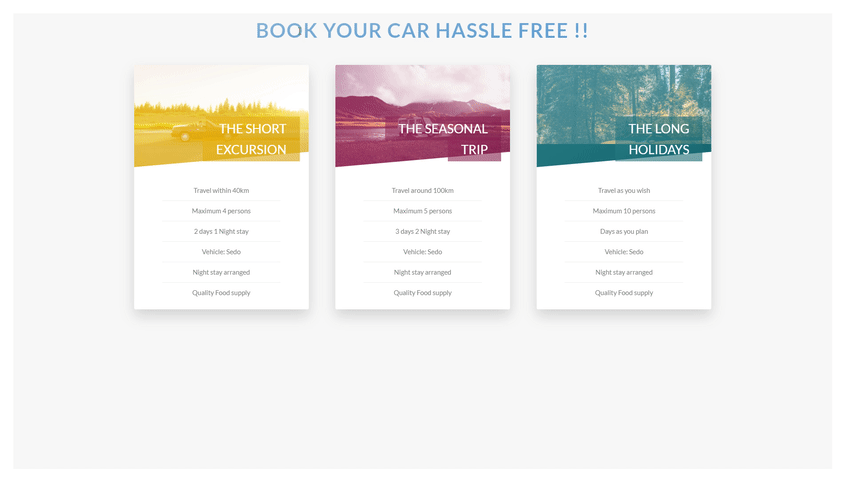 BOOK YOUR CAR HASSLE FREE !!
THE SHORT
EXCURSION
Travel within 40km
Maximum 4 persons
2 days 1 Night stay
Vehicle: Sedo
Night stay arranged
Quality Food supply
THE SEASONAL
TRIP
Travel around 100km
Maximum 5 persons
3 days 2 Night stay
Vehicle: Sedo
Night stay arranged
Quality Food supply
THE LONG
HOLIDAYS
Travel as you wish
Maximum 10 persons
Days as you plan
Vehicle: Sedo
Night stay arranged
Quality Food supply